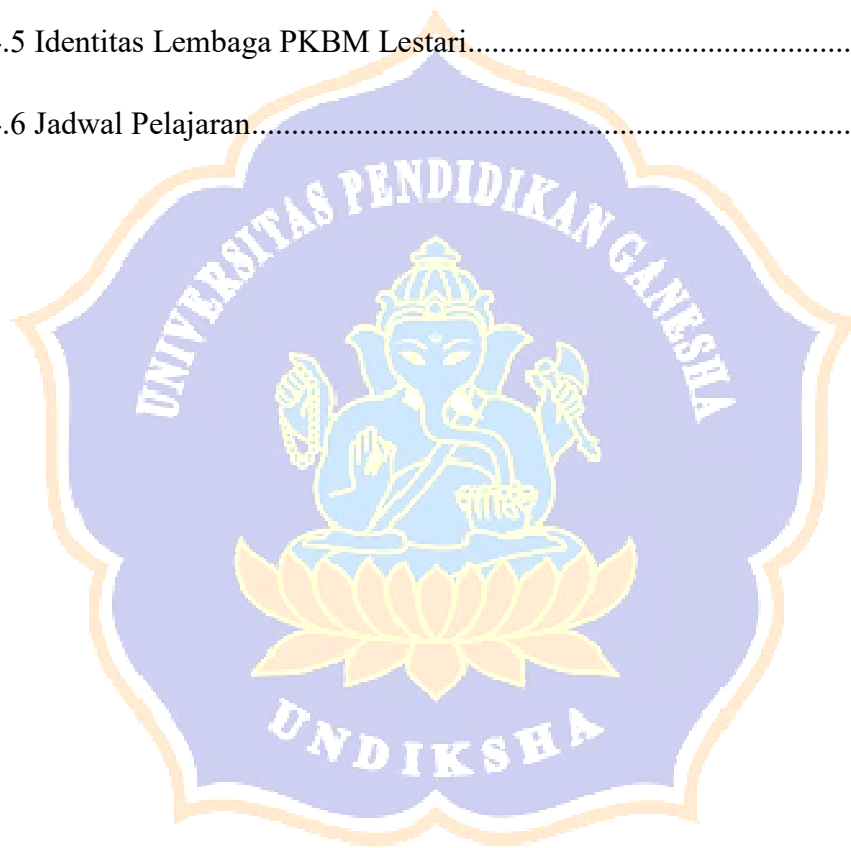 .5 Identitas Lembaga PKBM Lestari................................................
.6 Jadwal Pelajaran...........................................................................
UNIVERSITAS PENDIDIKAN GANESHA
UNDIKSHA